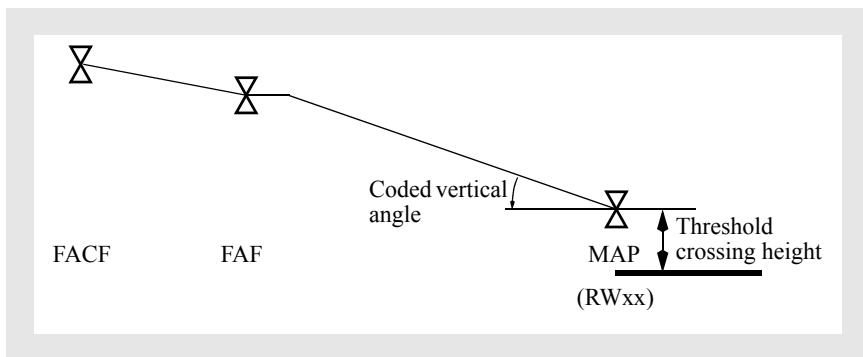 Coded vertical
angle
Threshold
crossing height
FACF
FAF
MAP
(RWxx)